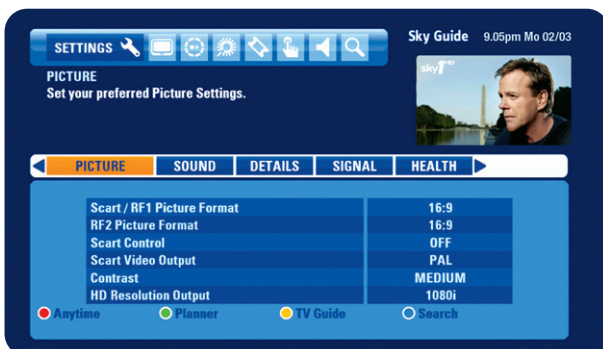 SETTINGS
Sky Guide 9.05pm Mo 02/03
PICTURE
Set your preferred Picture Settings.
sky1 HD
PICTURE SOUND DETAILS SIGNAL HEALTH
Scart / RF1 Picture Format 16:9
RF2 Picture Format 16:9
Scart Control OFF
Scart Video Output PAL
Contrast MEDIUM
HD Resolution Output 1080i
Anytime Planner TV Guide Search